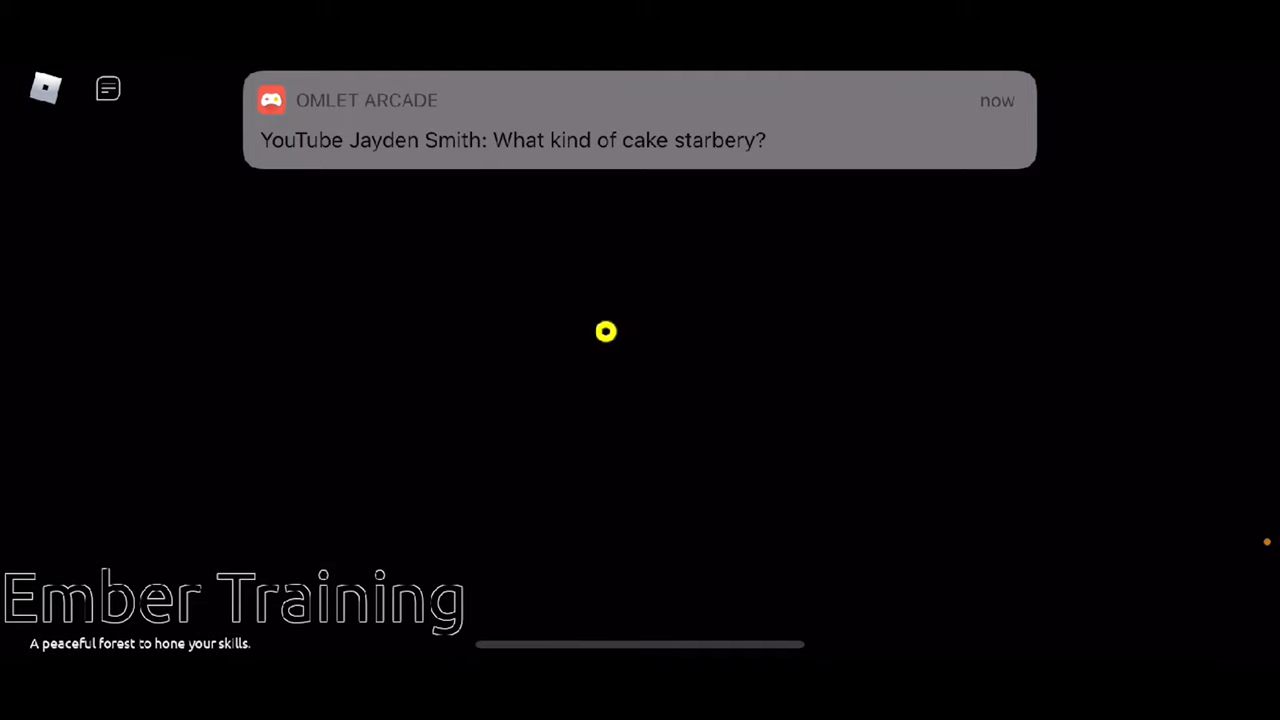 OMLET ARCADE
now
YouTube Jayden Smith: What kind of cake starbery?
Ember Training
A peaceful forest to hone your skills.